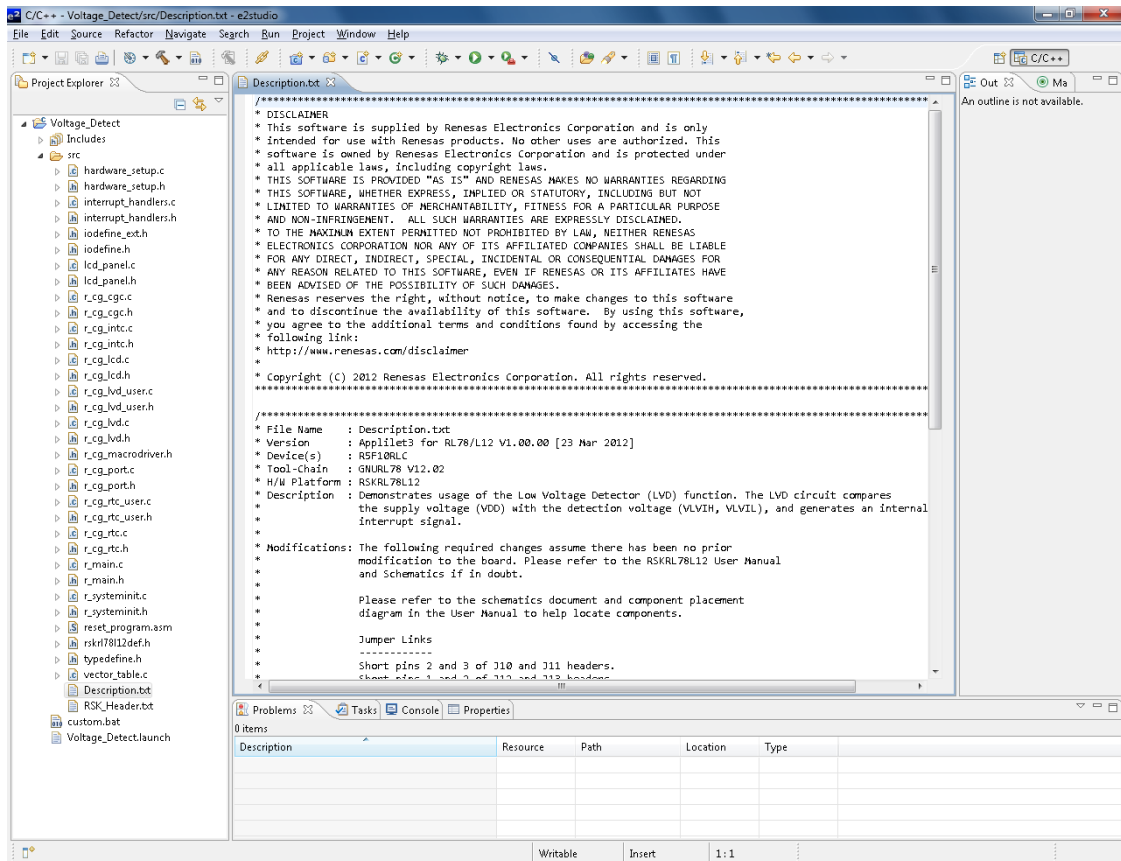 C/C++ - Voltage_Detect/src/Description.txt - e2studio
File Edit Source Refactor Navigate Search Run Project Window Help
C/C++
Project Explorer
Voltage_Detect
Includes
src
hardware_setup.c
hardware_setup.h
interrupt_handlers.c
interrupt_handlers.h
iodefine_ext.h
iodefine.h
lcd_panel.c
lcd_panel.h
r_cg_cgc.c
r_cg_cgc.h
r_cg_intc.c
r_cg_intc.h
r_cg_lcd.c
r_cg_lcd.h
r_cg_lvd_user.c
r_cg_lvd_user.h
r_cg_lvd.c
r_cg_lvd.h
r_cg_macrodriver.h
r_cg_port.c
r_cg_port.h
r_cg_rtc_user.c
r_cg_rtc_user.h
r_cg_rtc.c
r_cg_rtc.h
r_main.c
r_main.h
r_systeminit.c
r_systeminit.h
reset_program.asm
rskrl78l12def.h
typedefine.h
vector_table.c
Description.txt
RSK_Header.txt
custom.bat
Voltage_Detect.launch
Description.txt
* DISCLAIMER
* This software is supplied by Renesas Electronics Corporation and is only
* intended for use with Renesas products. No other uses are authorized. This
* software is owned by Renesas Electronics Corporation and is protected under
* all applicable laws, including copyright laws.
* THIS SOFTWARE IS PROVIDED "AS IS" AND RENESAS MAKES NO WARRANTIES REGARDING
* THIS SOFTWARE, WHETHER EXPRESS, IMPLIED OR STATUTORY, INCLUDING BUT NOT
* LIMITED TO WARRANTIES OF MERCHANTABILITY, FITNESS FOR A PARTICULAR PURPOSE
* AND NON-INFRINGEMENT. ALL SUCH WARRANTIES ARE EXPRESSLY DISCLAIMED.
* TO THE MAXIMUM EXTENT PERMITTED NOT PROHIBITED BY LAW, NEITHER RENESAS
* ELECTRONICS CORPORATION NOR ANY OF ITS AFFILIATED COMPANIES SHALL BE LIABLE
* FOR ANY DIRECT, INDIRECT, SPECIAL, INCIDENTAL OR CONSEQUENTIAL DAMAGES FOR
* ANY REASON RELATED TO THIS SOFTWARE, EVEN IF RENESAS OR ITS AFFILIATES HAVE
* BEEN ADVISED OF THE POSSIBILITY OF SUCH DAMAGES.
* Renesas reserves the right, without notice, to make changes to this software
* and to discontinue the availability of this software. By using this software,
* you agree to the additional terms and conditions found by accessing the
* following link:
* http://www.renesas.com/disclaimer
*
* Copyright (C) 2012 Renesas Electronics Corporation. All rights reserved.
* File Name : Description.txt
* Version : Applilet3 for RL78/L12 V1.00.00 [23 Mar 2012]
* Device(s) : R5F10RLC
* Tool-Chain : GNURL78 V12.02
* H/W Platform : RSKRL78L12
* Description : Demonstrates usage of the Low Voltage Detector (LVD) function. The LVD circuit compares
* the supply voltage (VDD) with the detection voltage (VLVIH, VLVIL), and generates an internal
* interrupt signal.
*
* Modifications: The following required changes assume there has been no prior
* modification to the board. Please refer to the RSKRL78L12 User Manual
* and Schematics if in doubt.
*
* Please refer to the schematics document and component placement
* diagram in the User Manual to help locate components.
*
* Jumper Links
* ------------
* Short pins 2 and 3 of J10 and J11 headers.
* Short pins 1 and 2 of J12 and J13 headers.
Out
Ma
An outline is not available.
Problems Tasks Console Properties
0 items
Description Resource Path Location Type
Writable Insert 1:1